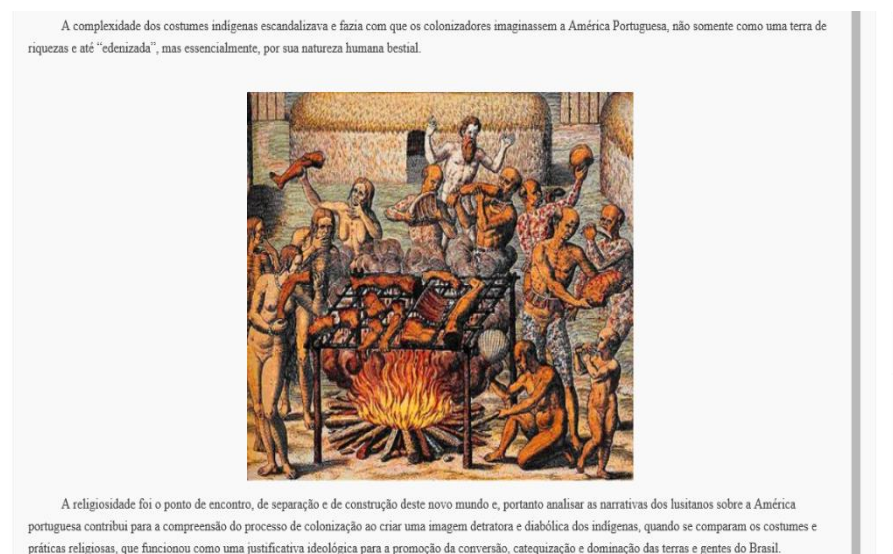 A complexidade dos costumes indígenas escandalizava e fazia com que os colonizadores imaginassem a América Portuguesa, não somente como uma terra de
riquezas e até “edenizada”, mas essencialmente, por sua natureza humana bestial.
A religiosidade foi o ponto de encontro, de separação e de construção deste novo mundo e, portanto analisar as narrativas dos lusitanos sobre a América
portuguesa contribui para a compreensão do processo de colonização ao criar uma imagem detratora e diabólica dos indígenas, quando se comparam os costumes e
práticas religiosas, que funcionou como uma justificativa ideológica para a promoção da conversão, catequização e dominação das terras e gentes do Brasil.